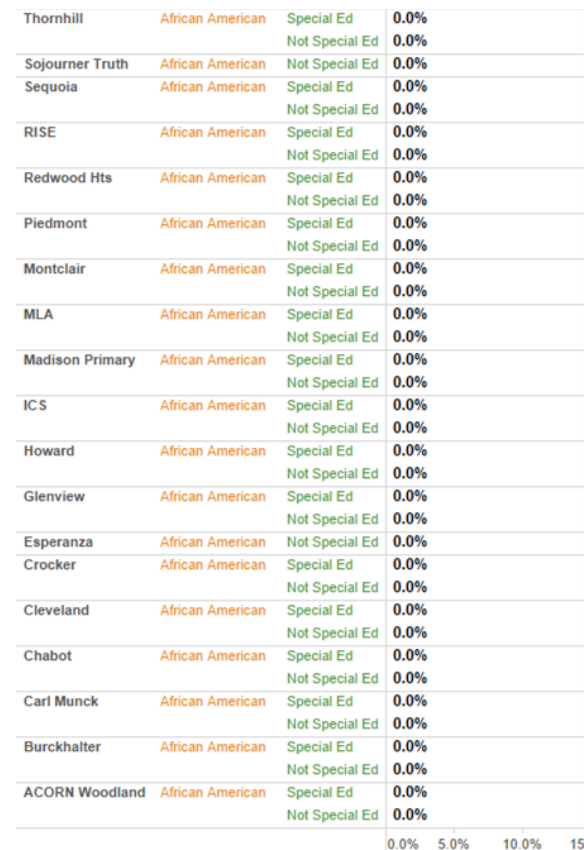 Thornhill African American Special Ed 0.0%
Not Special Ed 0.0%
Sojourner Truth African American Not Special Ed 0.0%
Sequoia African American Special Ed 0.0%
Not Special Ed 0.0%
RISE African American Special Ed 0.0%
Not Special Ed 0.0%
Redwood Hts African American Special Ed 0.0%
Not Special Ed 0.0%
Piedmont African American Special Ed 0.0%
Not Special Ed 0.0%
Montclair African American Special Ed 0.0%
Not Special Ed 0.0%
MLA African American Special Ed 0.0%
Not Special Ed 0.0%
Madison Primary African American Special Ed 0.0%
Not Special Ed 0.0%
ICS African American Special Ed 0.0%
Not Special Ed 0.0%
Howard African American Special Ed 0.0%
Not Special Ed 0.0%
Glenview African American Special Ed 0.0%
Not Special Ed 0.0%
Esperanza African American Not Special Ed 0.0%
Crocker African American Special Ed 0.0%
Not Special Ed 0.0%
Cleveland African American Special Ed 0.0%
Not Special Ed 0.0%
Chabot African American Special Ed 0.0%
Not Special Ed 0.0%
Carl Munck African American Special Ed 0.0%
Not Special Ed 0.0%
Burckhalter African American Special Ed 0.0%
Not Special Ed 0.0%
ACORN Woodland African American Special Ed 0.0%
Not Special Ed 0.0%
0.0% 5.0% 10.0% 15